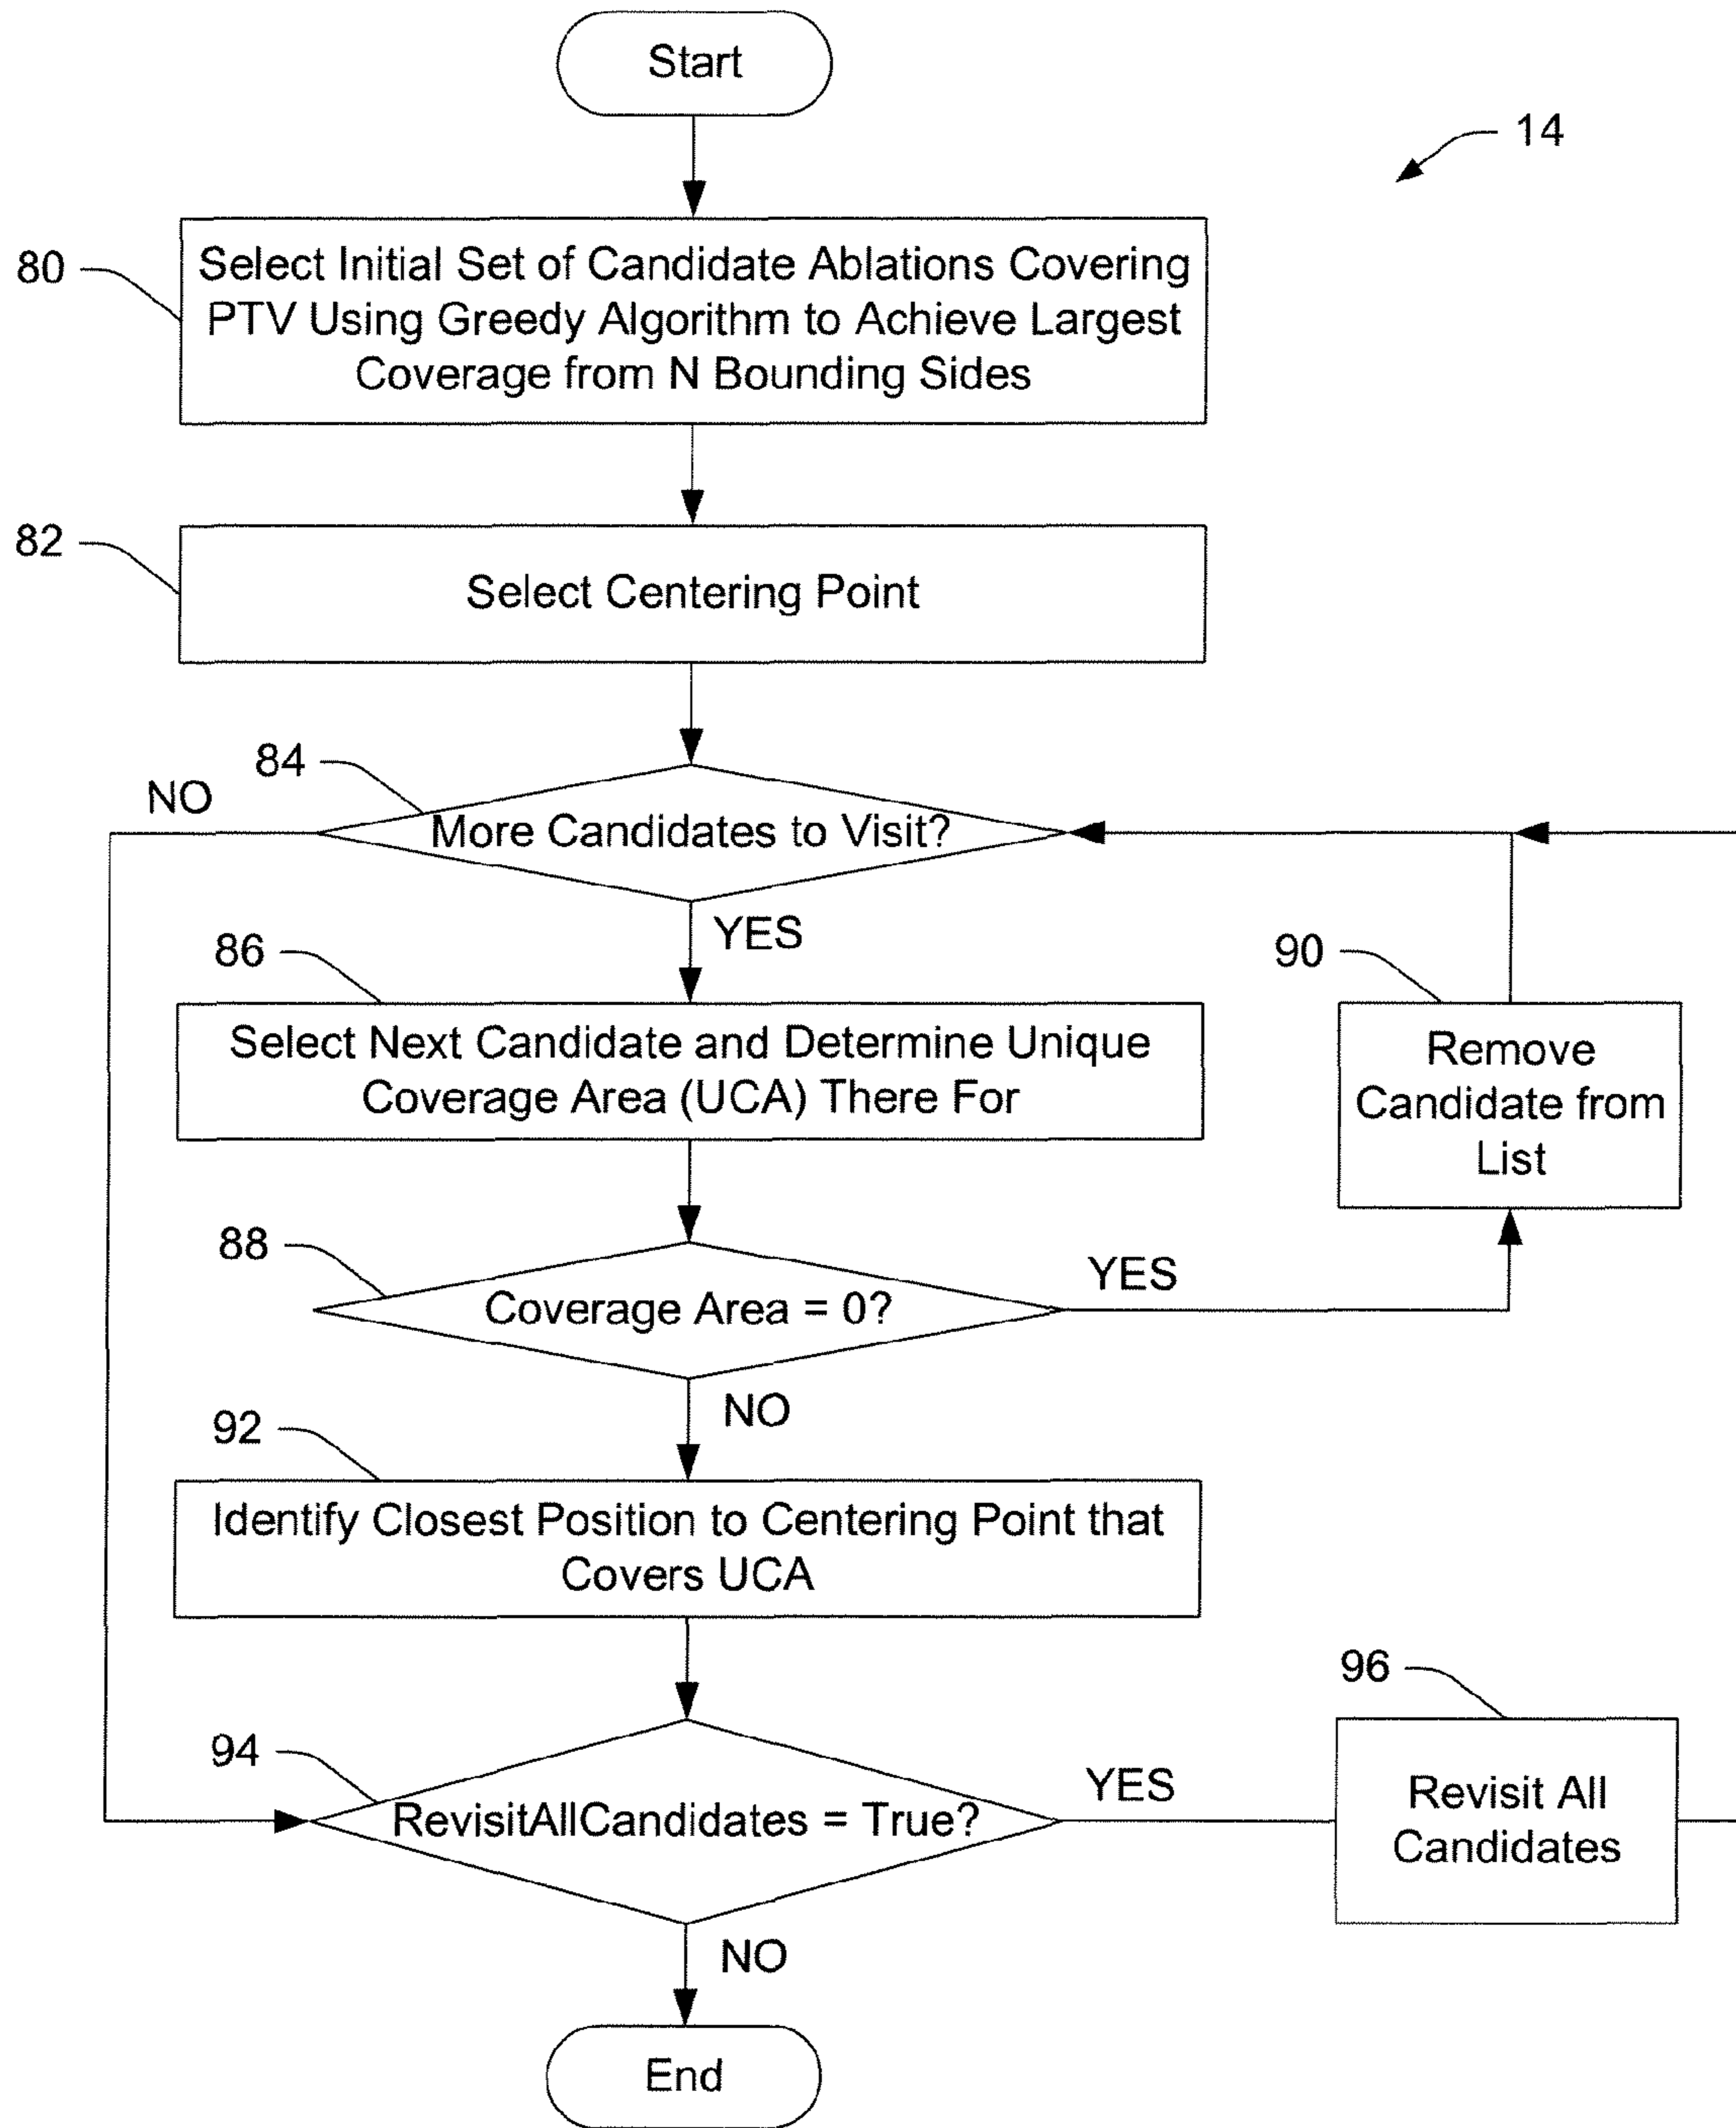 Start
14
80
Select Initial Set of Candidate Ablations Covering
PTV Using Greedy Algorithm to Achieve Largest
Coverage from N Bounding Sides
82
Select Centering Point
84
NO
More Candidates to Visit?
YES
86
Select Next Candidate and Determine Unique
Coverage Area (UCA) There For
90
Remove
Candidate from
List
88
Coverage Area = 0?
YES
NO
92
Identify Closest Position to Centering Point that
Covers UCA
94
RevisitAllCandidates = True?
YES
96
Revisit All
Candidates
NO
End